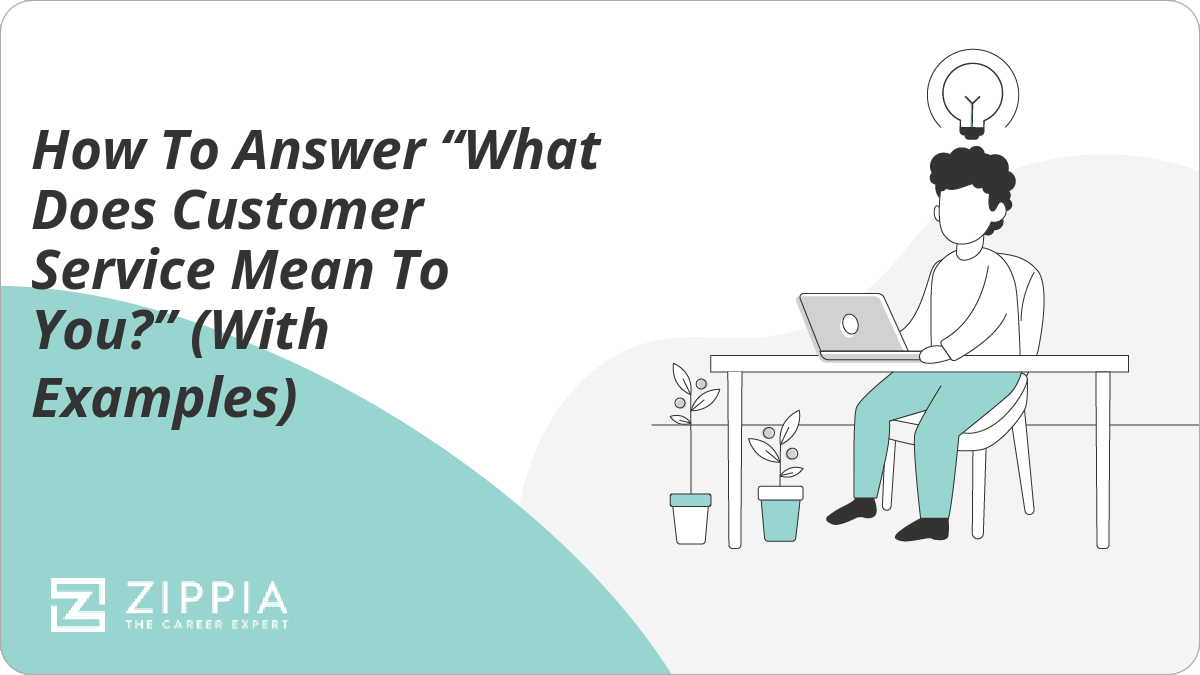 How To Answer “What
Does Customer
Service Mean To
You?” (With
Examples)
ZIPPIA
THE CAREER EXPERT